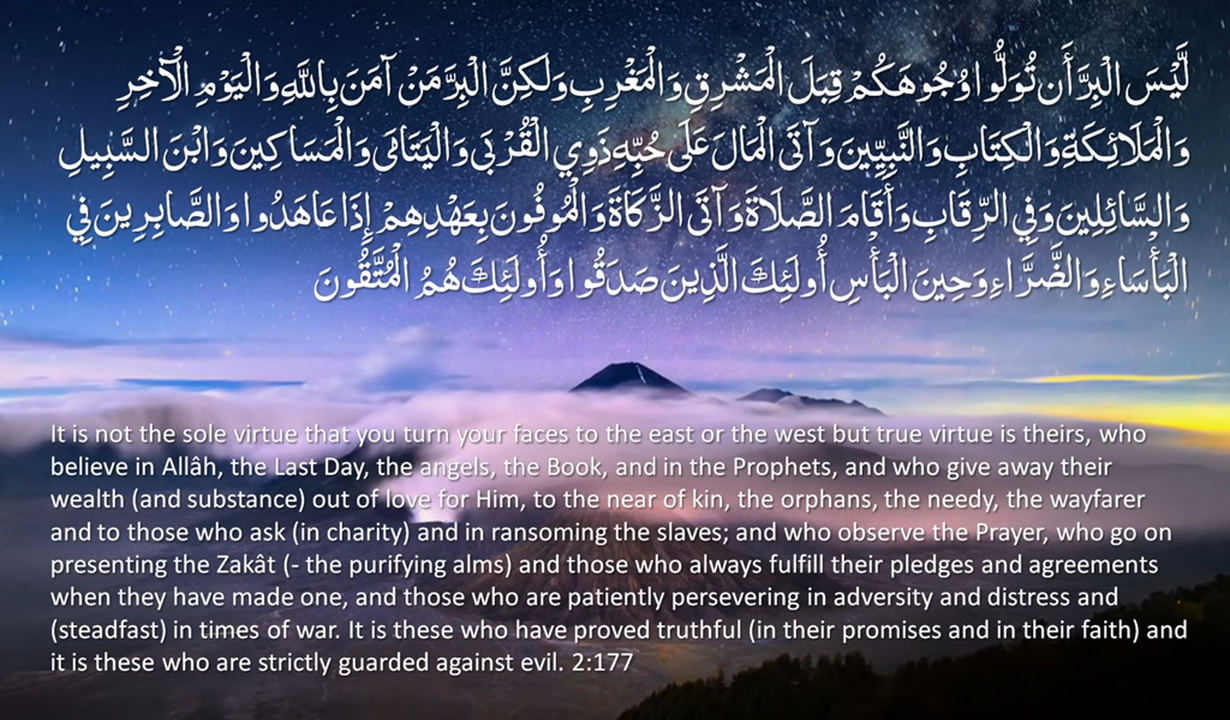 لَّيْسَ الْبِرَّ أَن تُوَلُّوا وُجُوهَكُمْ قِبَلَ الْمَشْرِقِ وَالْمَغْرِبِ وَلَكِنَّ الْبِرَّ مَنْ آمَنَ بِاللَّهِ وَالْيَوْمِ الْآخِرِ
وَالْمَلَائِكَةِ وَالْكِتَابِ وَالنَّبِيِّينَ وَآتَى الْمَالَ عَلَى حُبِّهِ ذَوِي الْقُرْبَى وَالْيَتَامَى وَالْمَسَاكِينَ وَابْنَ السَّبِيلِ
وَالسَّائِلِينَ وَفِي الرِّقَابِ وَأَقَامَ الصَّلَاةَ وَآتَى الزَّكَاةَ وَالْمُوفُونَ بِعَهْدِهِمْ إِذَا عَاهَدُوا وَالصَّابِرِينَ فِي
الْبَأْسَاءِ وَالضَّرَّاءِ وَحِينَ الْبَأْسِ أُولَئِكَ الَّذِينَ صَدَقُوا وَأُولَئِكَ هُمُ الْمُتَّقُونَ
It is not the sole virtue that you turn your faces to the east or the west but true virtue is theirs, who
believe in Allâh, the Last Day, the angels, the Book, and in the Prophets, and who give away their
wealth (and substance) out of love for Him, to the near of kin, the orphans, the needy, the wayfarer
and to those who ask (in charity) and in ransoming the slaves; and who observe the Prayer, who go on
presenting the Zakât (- the purifying alms) and those who always fulfill their pledges and agreements
when they have made one, and those who are patiently persevering in adversity and distress and
(steadfast) in times of war. It is these who have proved truthful (in their promises and in their faith) and
it is these who are strictly guarded against evil. 2:177